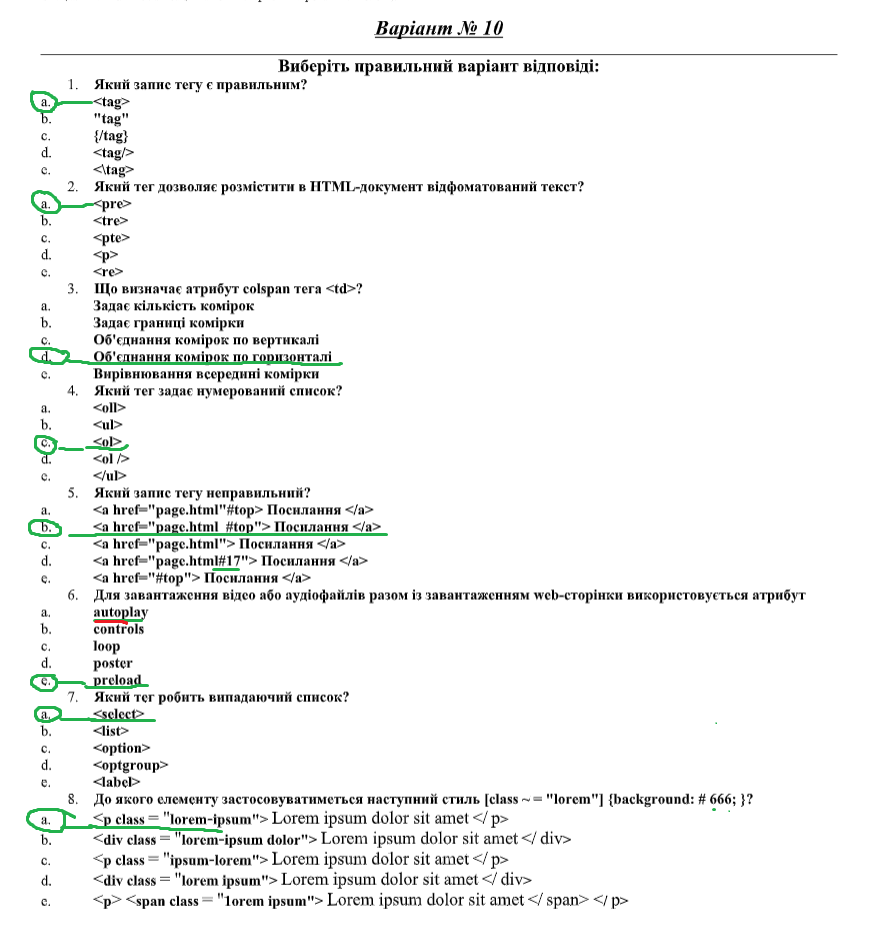 Варіант № 10
Виберіть правильний варіант відповіді:
1. Який запис тегу є правильним?
a. <tag>
b. "tag"
c. {/tag}
d. <tag/>
e. <\tag>
2. Який тег дозволяє розмістити в HTML-документ відфоматований текст?
a. <pre>
b. <tre>
c. <pte>
d. <p>
e. <re>
3. Що визначає атрибут colspan тега <td>?
a. Задає кількість комірок
b. Задає границі комірки
c. Об'єднання комірок по вертикалі
d. Об'єднання комірок по горизонталі
e. Вирівнювання всередині комірки
4. Який тег задає нумерований список?
a. <oll>
b. <ul>
c. <ol>
d. <ol />
e. </ul>
5. Який запис тегу неправильний?
a. <a href="page.html"#top> Посилання </a>
b. <a href="page.html #top"> Посилання </a>
c. <a href="page.html"> Посилання </a>
d. <a href="page.html#17"> Посилання </a>
e. <a href="#top"> Посилання </a>
6. Для завантаження відео або аудіофайлів разом із завантаженням web-сторінки використовується атрибут
a. autoplay
b. controls
c. loop
d. poster
e. preload
7. Який тег робить випадаючий список?
a. <select>
b. <list>
c. <option>
d. <optgroup>
e. <label>
8. До якого елементу застосовуватиметься наступний стиль [class ~ = "lorem"] {background: # 666; }?
a. <p class = "lorem-ipsum"> Lorem ipsum dolor sit amet </ p>
b. <div class = "lorem-ipsum dolor"> Lorem ipsum dolor sit amet </ div>
c. <p class = "ipsum-lorem"> Lorem ipsum dolor sit amet </ p>
d. <div class = "lorem ipsum"> Lorem ipsum dolor sit amet </ div>
e. <p> <span class = "1orem ipsum"> Lorem ipsum dolor sit amet </ span> </ p>